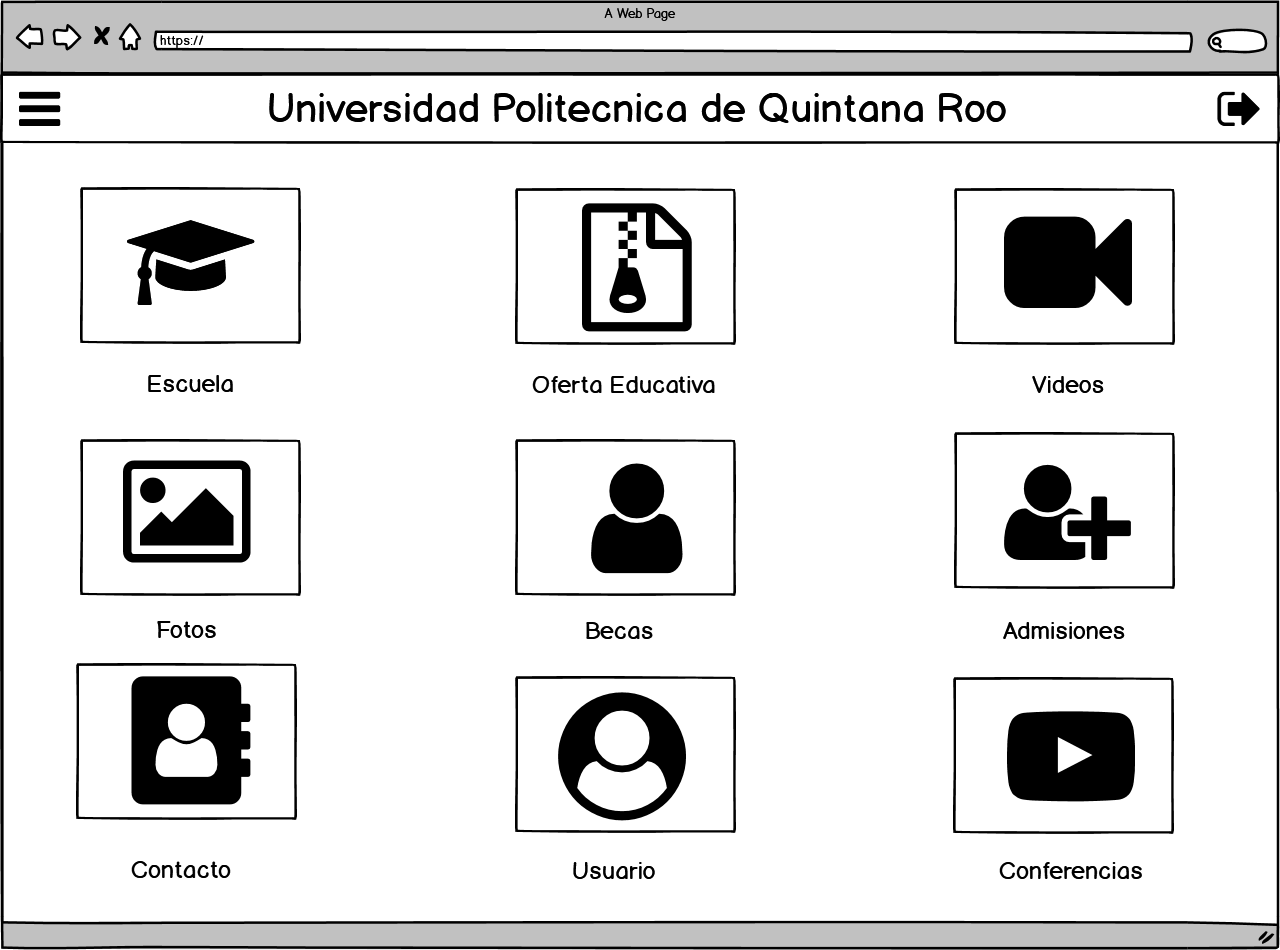 A Web Page
https://
Universidad Politecnica de Quintana Roo
Escuela
Oferta Educativa
Videos
Fotos
Becas
Admisiones
Contacto
Usuario
Conferencias